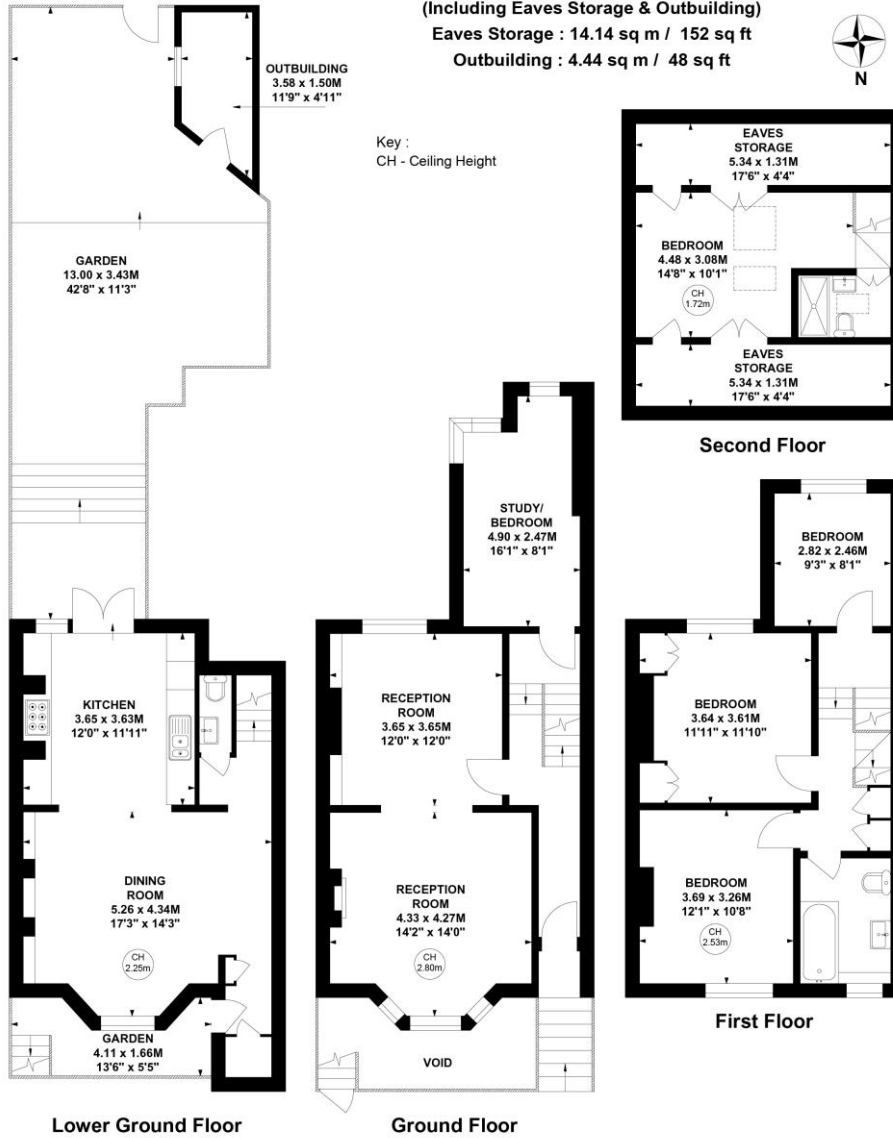 (Including Eaves Storage & Outbuilding)
Eaves Storage : 14.14 sq m / 152 sq ft
Outbuilding : 4.44 sq m / 48 sq ft
N
Key :
CH - Ceiling Height
OUTBUILDING
3.58 x 1.50M
11'9" x 4'11"
GARDEN
13.00 x 3.43M
42'8" x 11'3"
KITCHEN
3.65 x 3.63M
12'0" x 11'11"
DINING
ROOM
5.26 x 4.34M
17'3" x 14'3"
CH
2.25m
GARDEN
4.11 x 1.66M
13'6" x 5'5"
Lower Ground Floor
STUDY/
BEDROOM
4.90 x 2.47M
16'1" x 8'1"
RECEPTION
ROOM
3.65 x 3.65M
12'0" x 12'0"
RECEPTION
ROOM
4.33 x 4.27M
14'2" x 14'0"
CH
2.80m
VOID
Ground Floor
EAVES
STORAGE
5.34 x 1.31M
17'6" x 4'4"
BEDROOM
4.48 x 3.08M
14'8" x 10'1"
CH
1.72m
EAVES
STORAGE
5.34 x 1.31M
17'6" x 4'4"
Second Floor
BEDROOM
2.82 x 2.46M
9'3" x 8'1"
BEDROOM
3.64 x 3.61M
11'11" x 11'10"
BEDROOM
3.69 x 3.26M
12'1" x 10'8"
CH
2.53m
First Floor